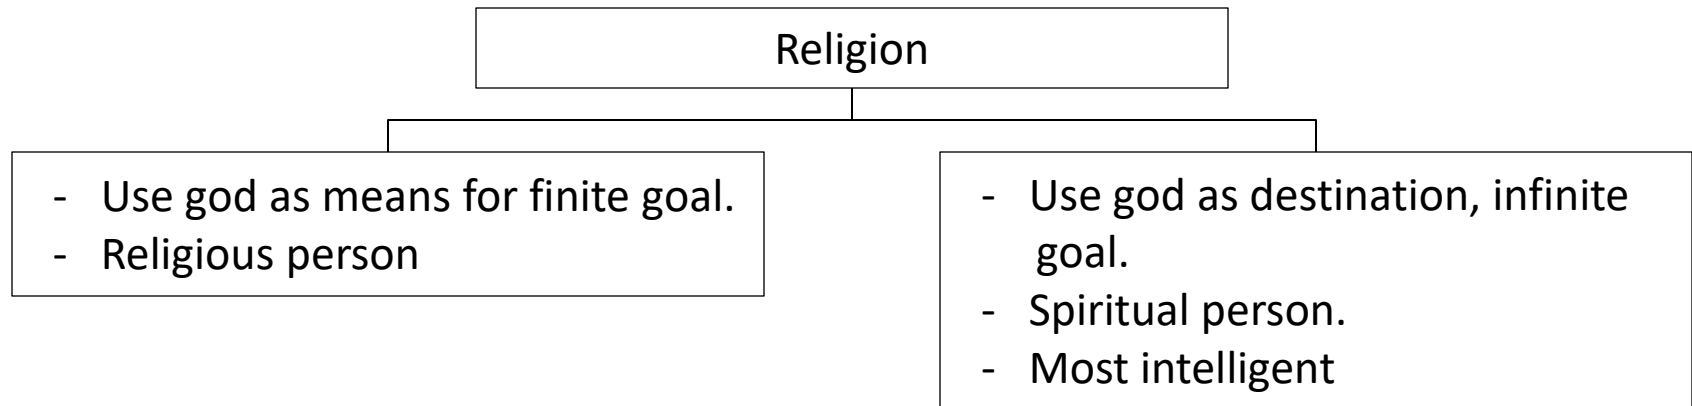 Religion
- Use god as means for finite goal.
- Religious person
- Use god as destination, infinite
goal.
- Spiritual person.
- Most intelligent